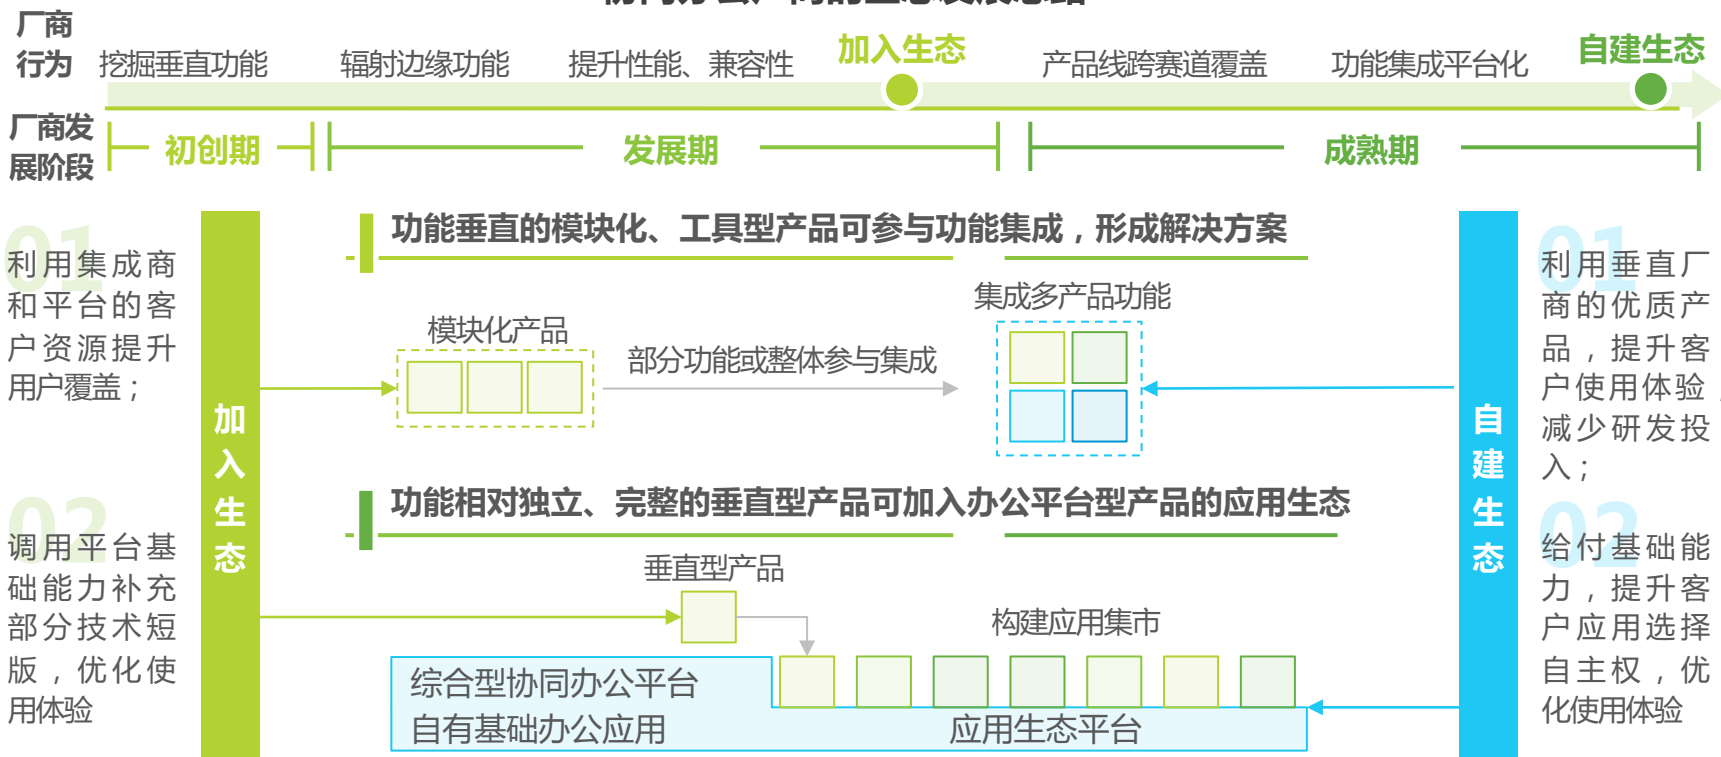 厂商
行为
挖掘垂直功能
辐射边缘功能
提升性能、兼容性
加入生态
产品线跨赛道覆盖
功能集成平台化
自建生态
厂商发
展阶段
初创期
发展期
成熟期
01
利用集成商
和平台的客
户资源提升
用户覆盖；
02
调用平台基
础能力补充
部分技术短
版，优化使
用体验
加
入
生
态
功能垂直的模块化、工具型产品可参与功能集成，形成解决方案
模块化产品
部分功能或整体参与集成
集成多产品功能
功能相对独立、完整的垂直型产品可加入办公平台型产品的应用生态
垂直型产品
构建应用集市
综合型协同办公平台
自有基础办公应用
应用生态平台
自
建
生
态
01
利用垂直厂
商的优质产
品，提升客
户使用体验，
减少研发投
入；
02
给付基础能
力，提升客
户应用选择
自主权，优
化使用体验